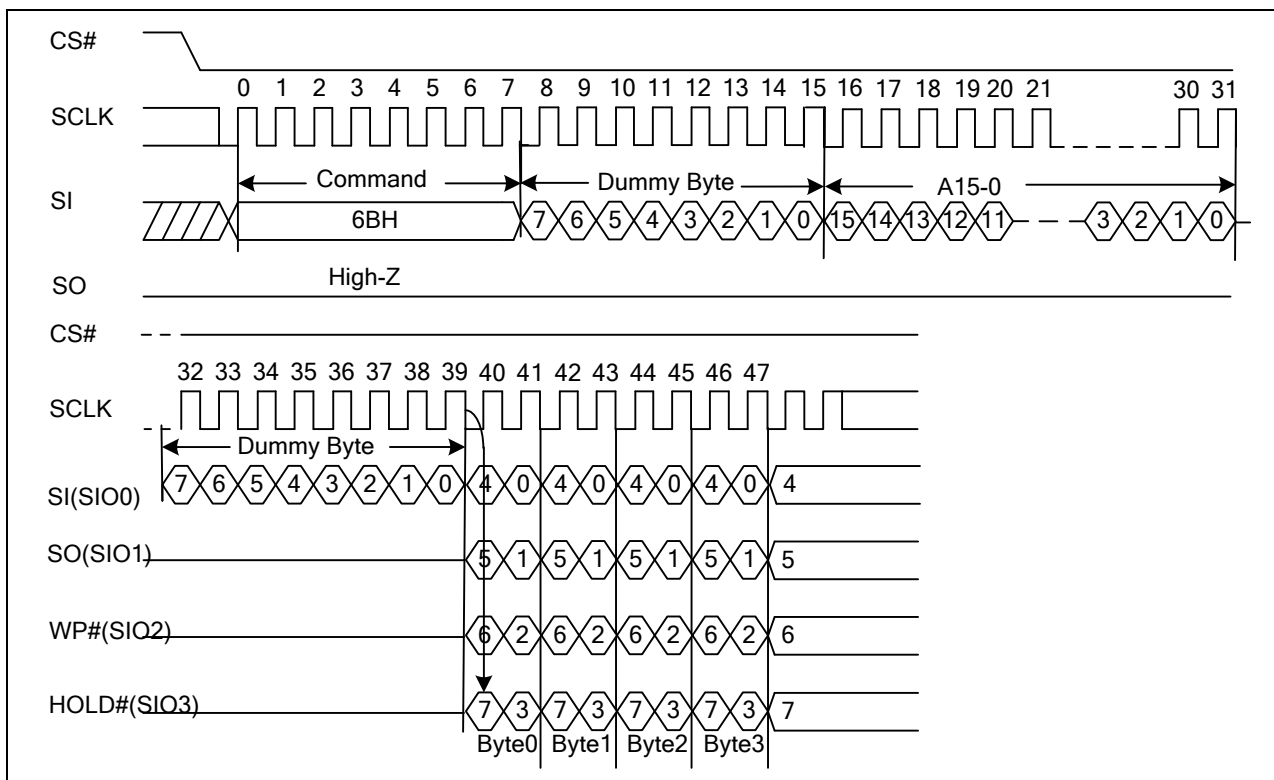 CS#
0 1 2 3 4 5 6 7 8 9 10 11 12 13 14 15 16 17 18 19 20 21 30 31
SCLK
Command Dummy Byte A15-0
SI
6BH 7 6 5 4 3 2 1 0 15 14 13 12 11 3 2 1 0
High-Z
SO
CS#
32 33 34 35 36 37 38 39 40 41 42 43 44 45 46 47
SCLK
Dummy Byte
SI(SIO0) 7 6 5 4 3 2 1 0 4 0 4 0 4 0 4 0 4
SO(SIO1) 5 1 5 1 5 1 5 1 5
WP#(SIO2) 6 2 6 2 6 2 6 2 6
HOLD#(SIO3) 7 3 7 3 7 3 7 3 7
Byte0 Byte1 Byte2 Byte3